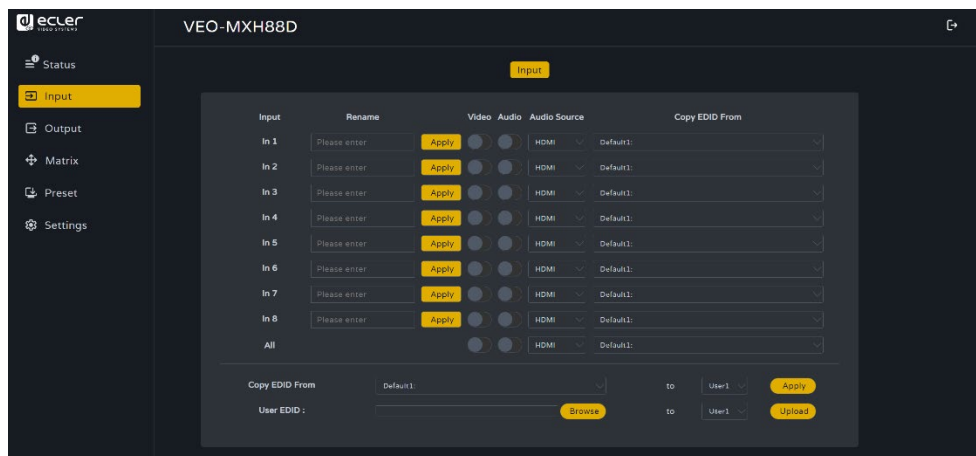 ecler
VIDEO SYSTEMS
VEO-MXH88D
Status
Input
Output
Matrix
Preset
Settings
Input
Input Rename Video Audio Audio Source Copy EDID From
In 1 Please enter Apply HDMI Default1:
In 2 Please enter Apply HDMI Default1:
In 3 Please enter Apply HDMI Default1:
In 4 Please enter Apply HDMI Default1:
In 5 Please enter Apply HDMI Default1:
In 6 Please enter Apply HDMI Default1:
In 7 Please enter Apply HDMI Default1:
In 8 Please enter Apply HDMI Default1:
All HDMI Default1:
Copy EDID From Default1: to User1 Apply
User EDID : Browse to User1 Upload